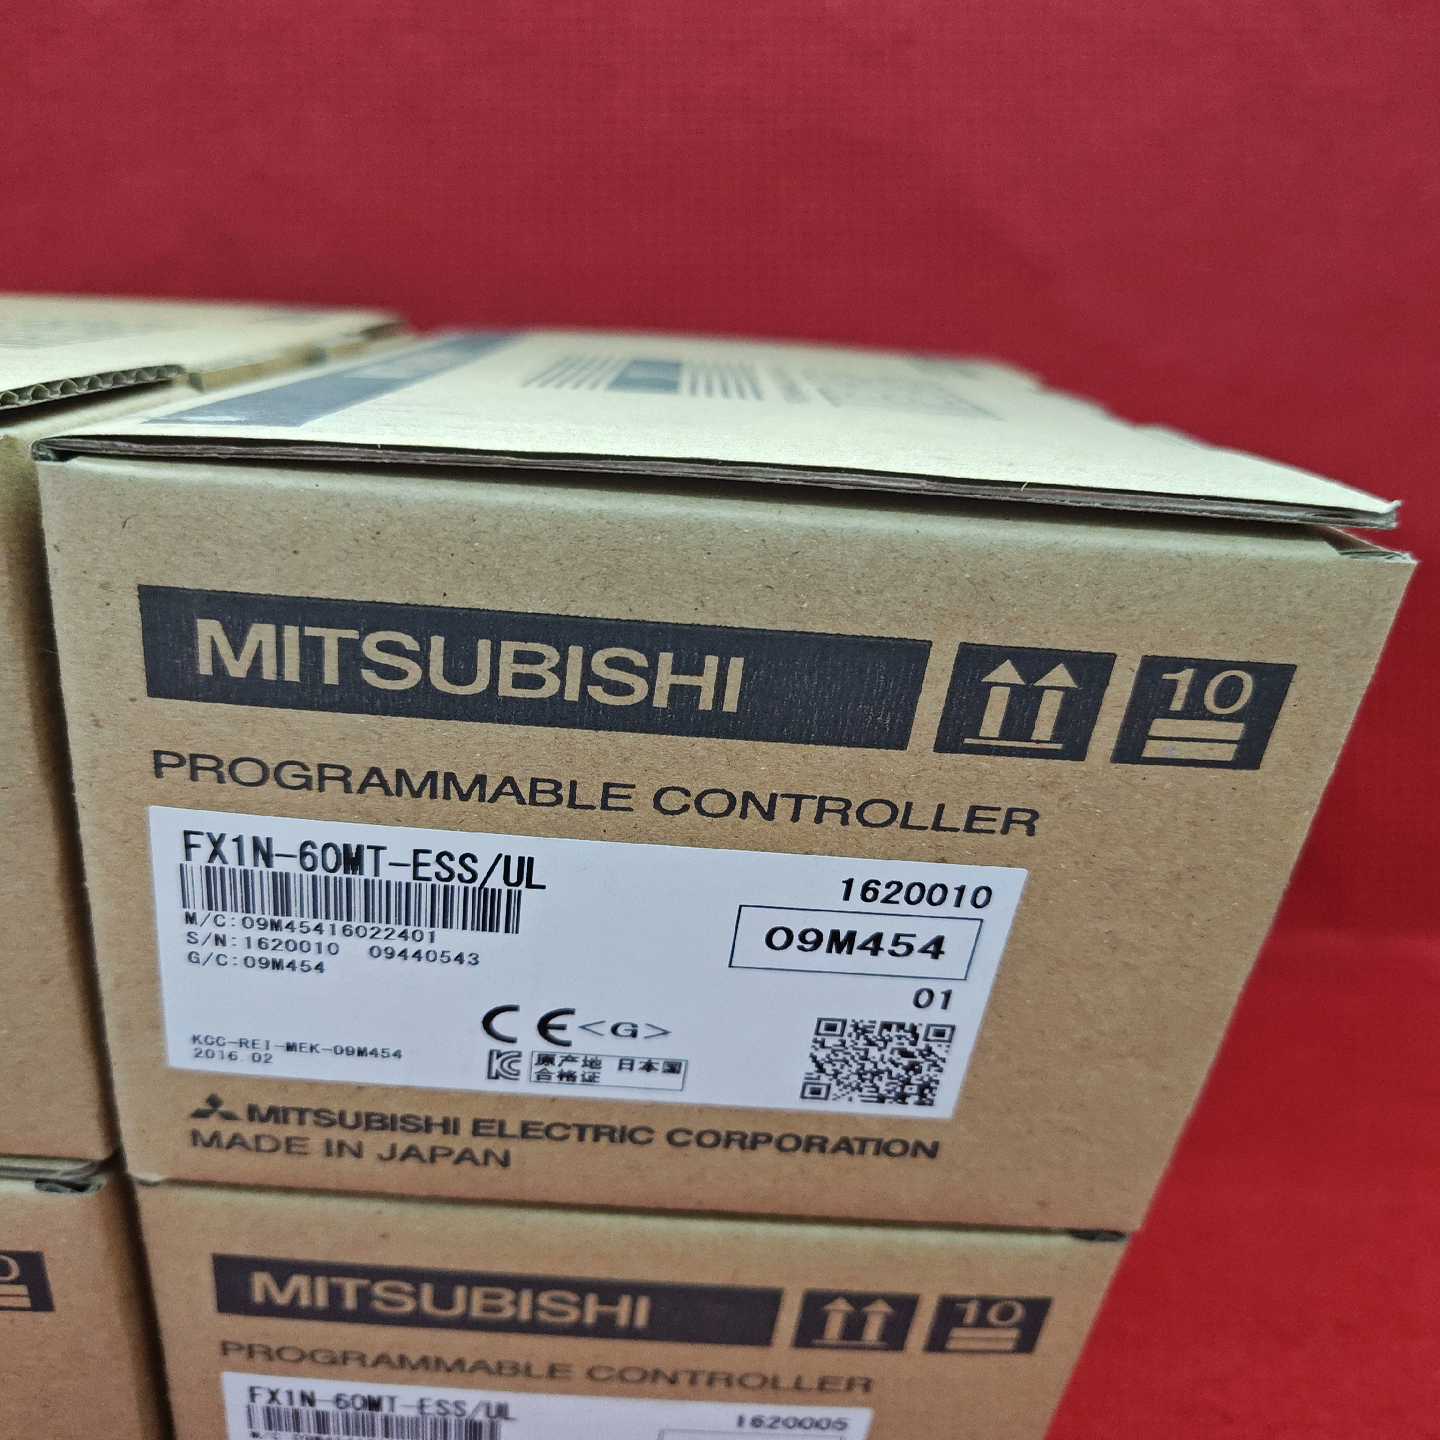 MITSUBISHI
10
PROGRAMMABLE CONTROLLER
FX1N-60MT-ESS/UL
1620010
M/C:09M45416022401
S/N:1620010 09440543
G/C:09M454
09M454
01
CE <G>
KCC-REI-MEK-09M454
2016.02
原产地 日本国
合格证
MITSUBISHI ELECTRIC CORPORATION
MADE IN JAPAN
MITSUBISHI
10
PROGRAMMABLE CONTROLLER
FX1N-60MT-ESS/UL
1620005